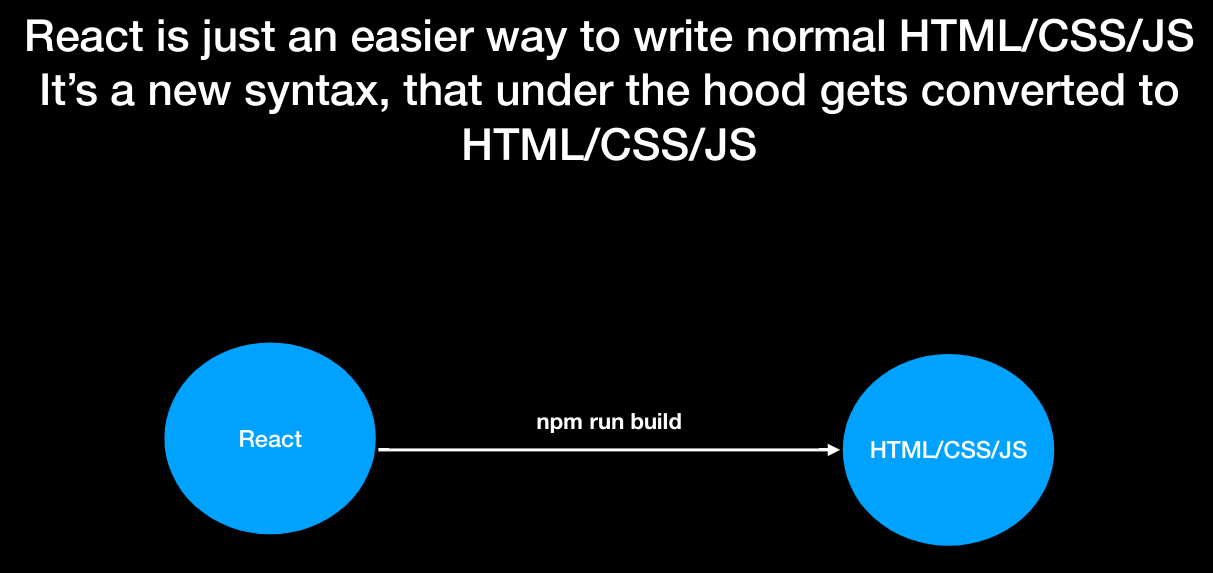 React is just an easier way to write normal HTML/CSS/JS
It’s a new syntax, that under the hood gets converted to
HTML/CSS/JS
npm run build
React
HTML/CSS/JS